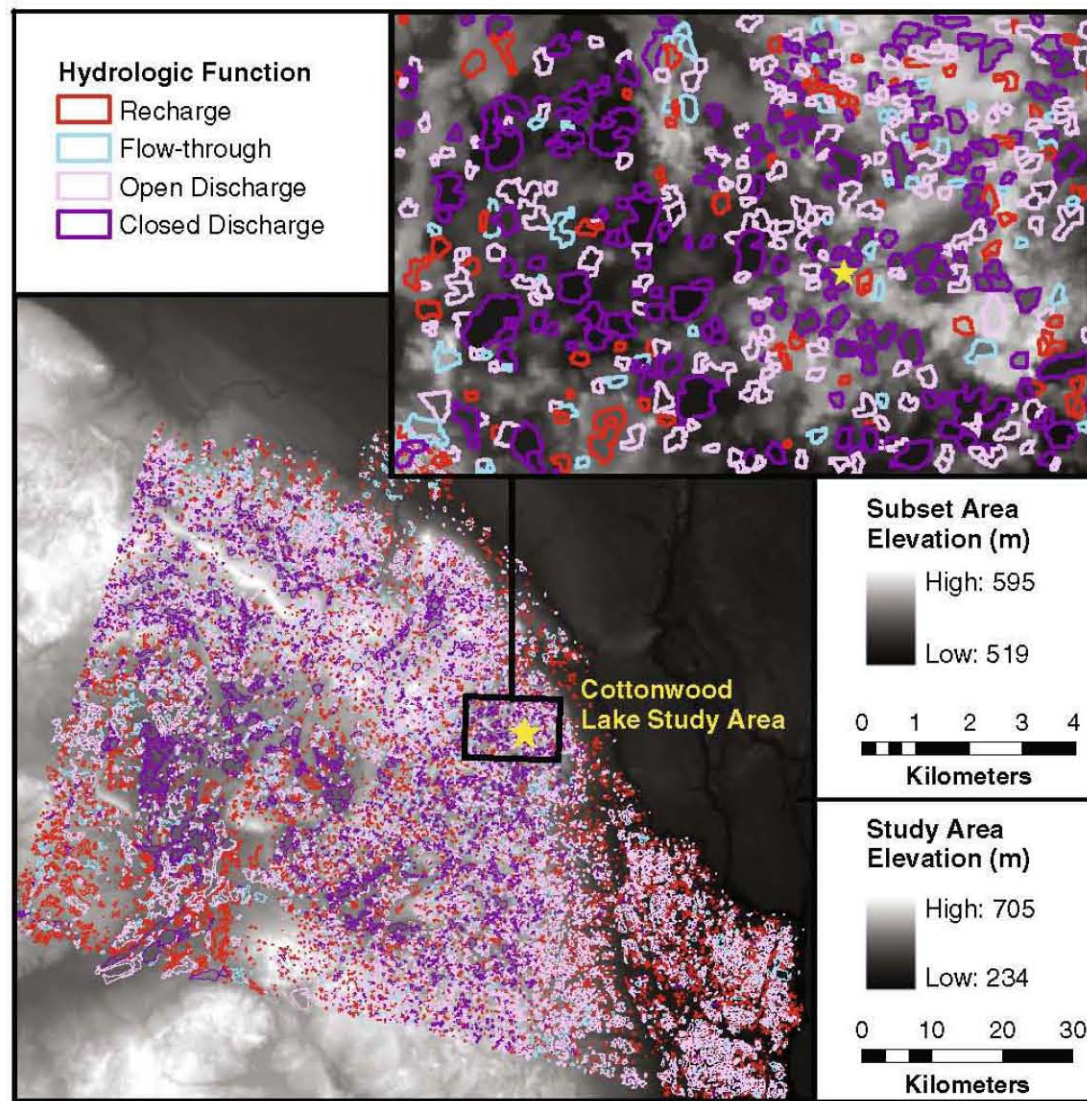 Hydrologic Function
Recharge
Flow-through
Open Discharge
Closed Discharge
Cottonwood
Lake Study Area
Subset Area
Elevation (m)
High: 595
Low: 519
0 1 2 3 4
Kilometers
Study Area
Elevation (m)
High: 705
Low: 234
0 10 20 30
Kilometers